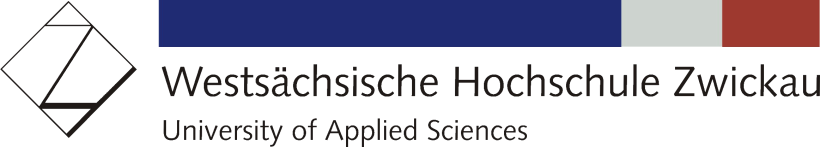 Westsächsische Hochschule Zwickau
University of Applied Sciences